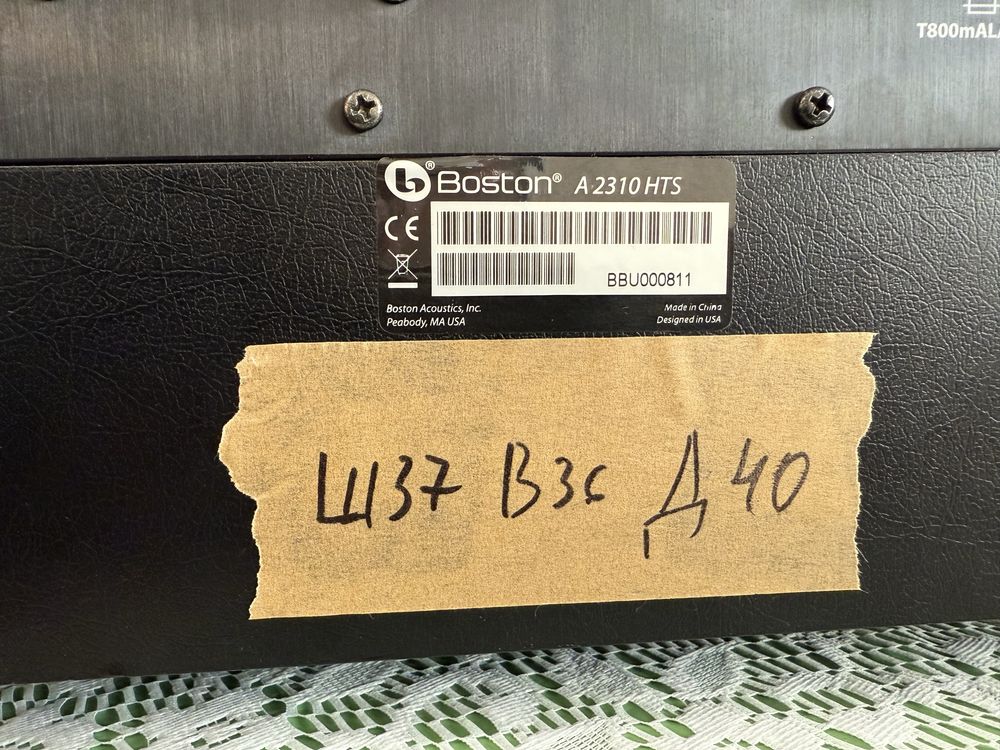 T800mAL
b® Boston® A 2310 HTS
CE
BBU000811
Boston Acoustics, Inc.
Peabody, MA USA
Made in China
Designed in USA
Ш37 В36 Д40